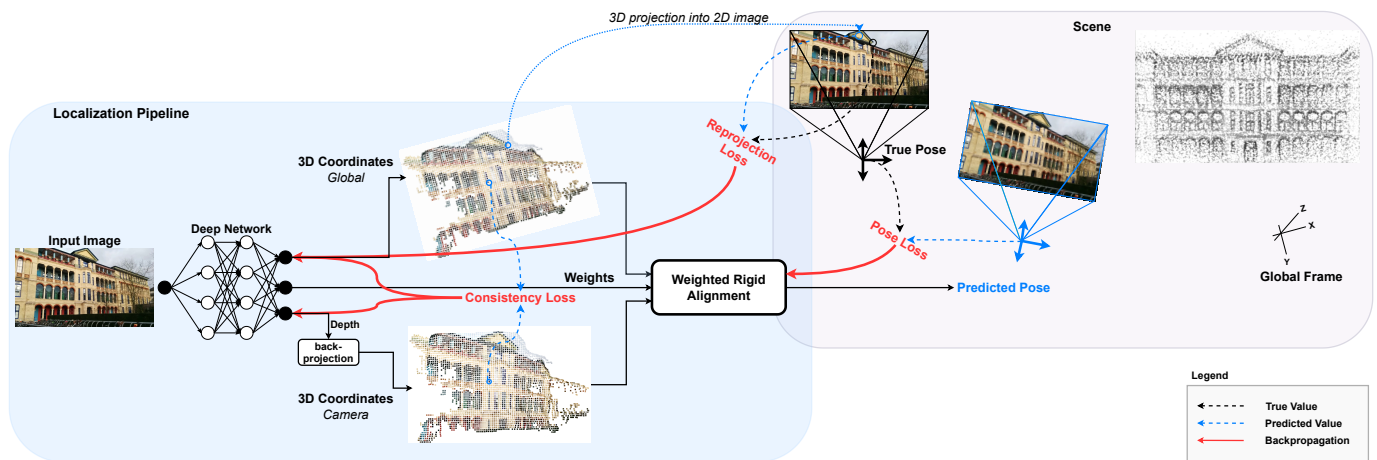 3D projection into 2D image
Scene
Localization Pipeline
3D Coordinates
Global
Reprojection
Loss
True Pose
Input Image
Deep Network
Pose Loss
Z
X
Y
Global Frame
Weights
Weighted Rigid
Alignment
Consistency Loss
Predicted Pose
Depth
back-
projection
3D Coordinates
Camera
Legend
True Value
Predicted Value
Backpropagation